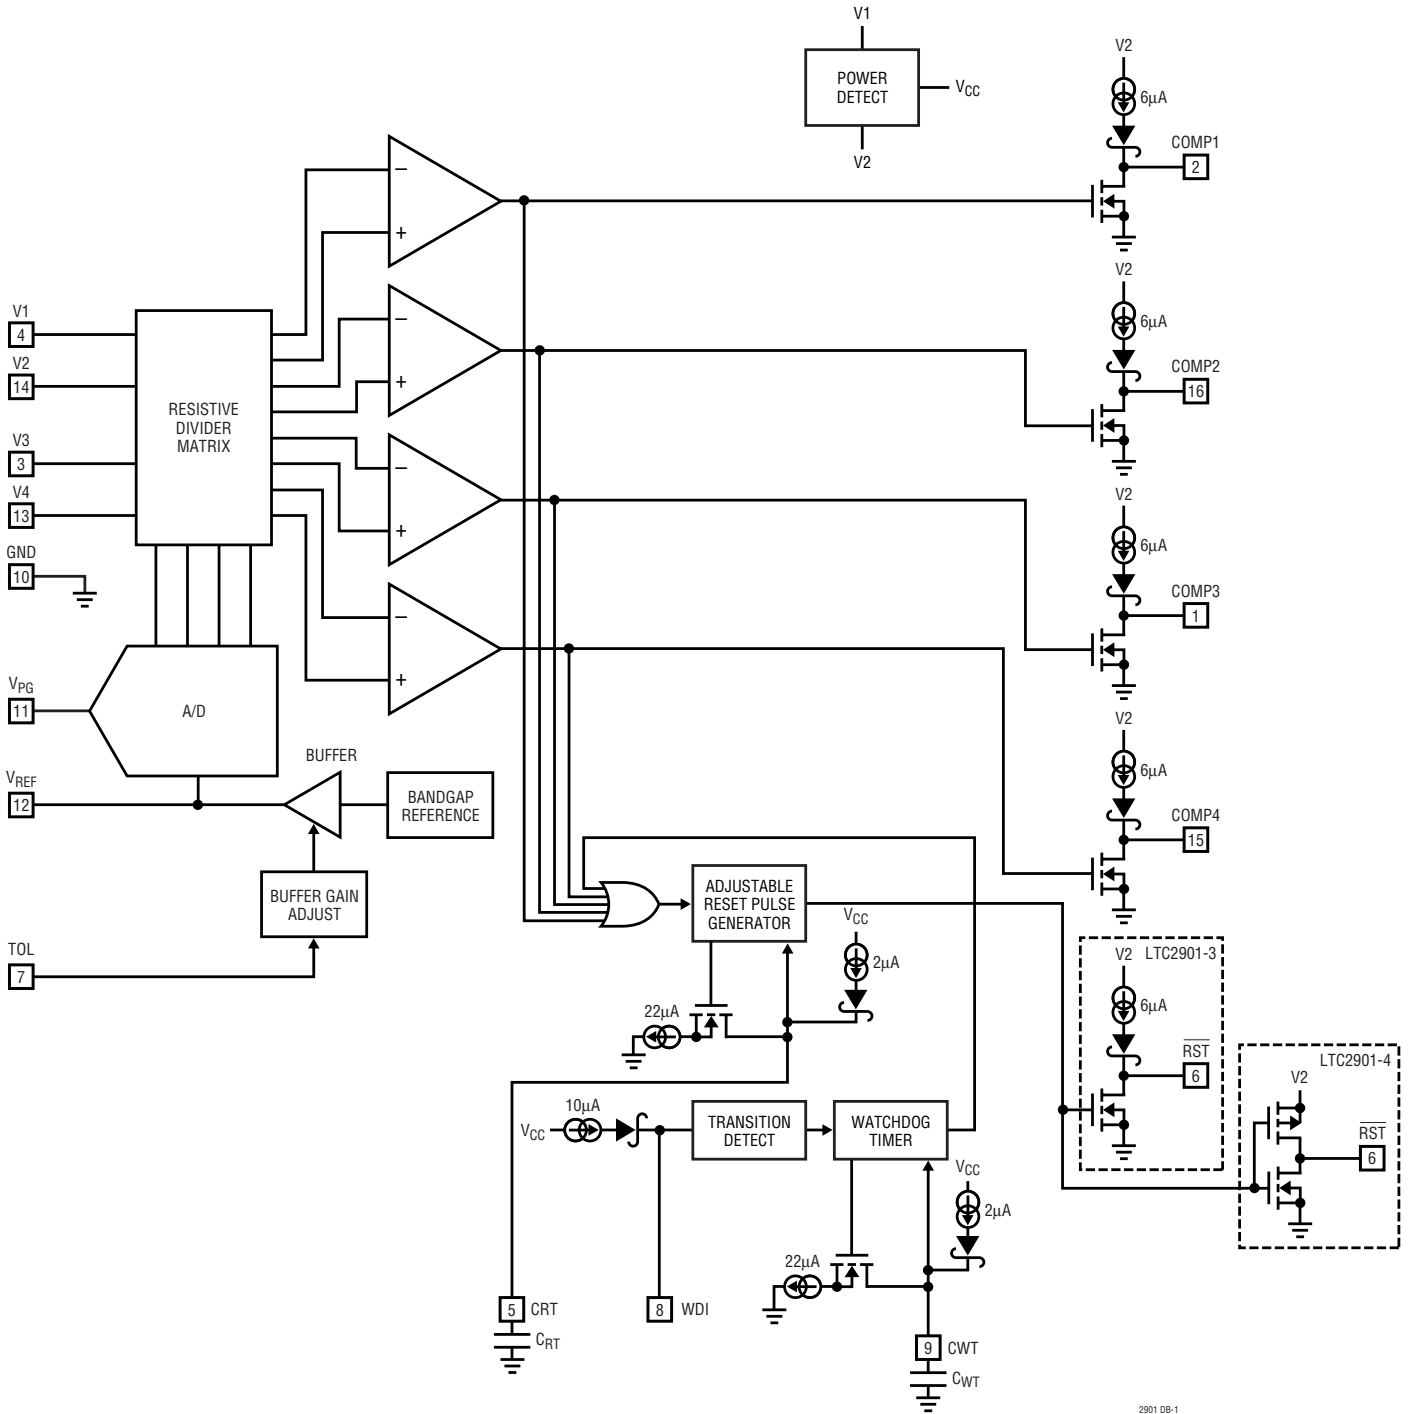 V1
POWER
DETECT
VCC
V2
V2
6µA
COMP1
2
−
+
V2
6µA
COMP2
16
−
+
V1
4
V2
14
V3
3
V4
13
GND
10
RESISTIVE
DIVIDER
MATRIX
−
+
V2
6µA
COMP3
1
−
+
VPG
11
A/D
VREF
12
BUFFER
BANDGAP
REFERENCE
V2
6µA
COMP4
15
BUFFER GAIN
ADJUST
TOL
7
ADJUSTABLE
RESET PULSE
GENERATOR
VCC
2µA
22µA
LTC2901-3
V2
6µA
RST
6
LTC2901-4
V2
RST
6
10µA
VCC
TRANSITION
DETECT
WATCHDOG
TIMER
VCC
2µA
22µA
5 CRT
CRT
8 WDI
9 CWT
CWT
2901 DB-1